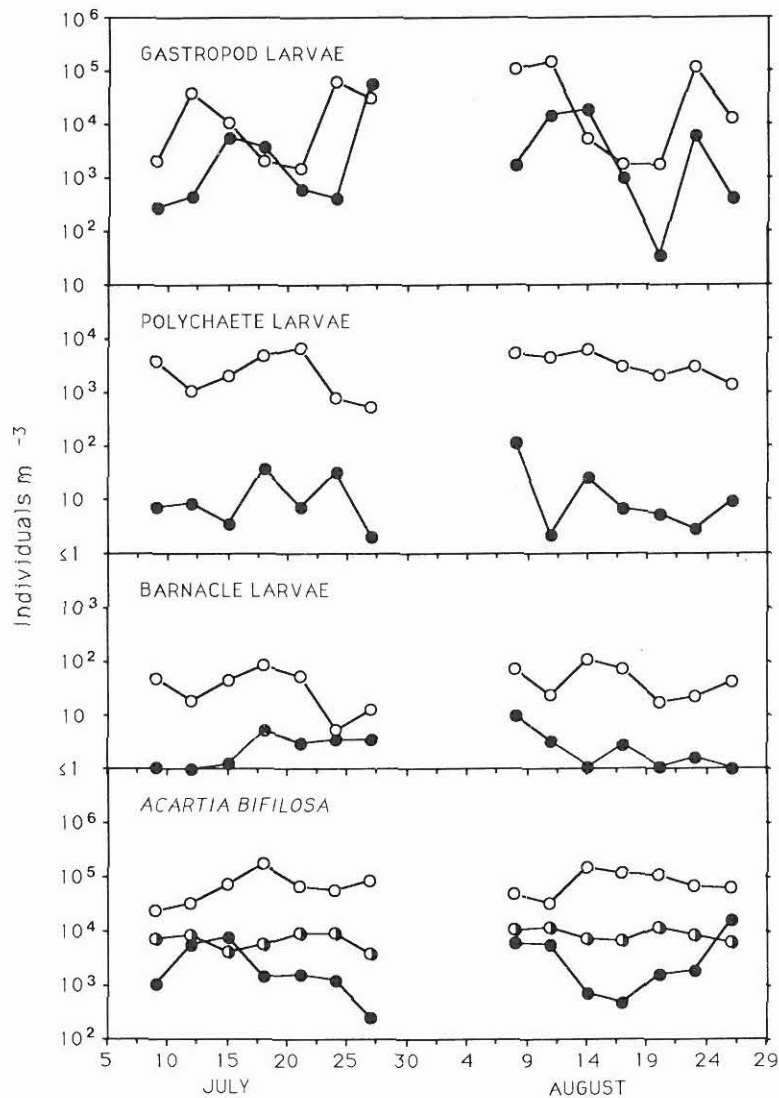 10⁶
GASTROPOD LARVAE
10⁵
10⁴
10³
10²
10
POLYCHAETE LARVAE
10⁴
10³
10²
10
≤1
BARNACLE LARVAE
10³
10²
10
≤1
ACARTIA BIFILOSA
10⁶
10⁵
10⁴
10³
10²
Individuals m⁻³
5 10 15 20 25 30 4 9 14 19 24 29
JULY AUGUST